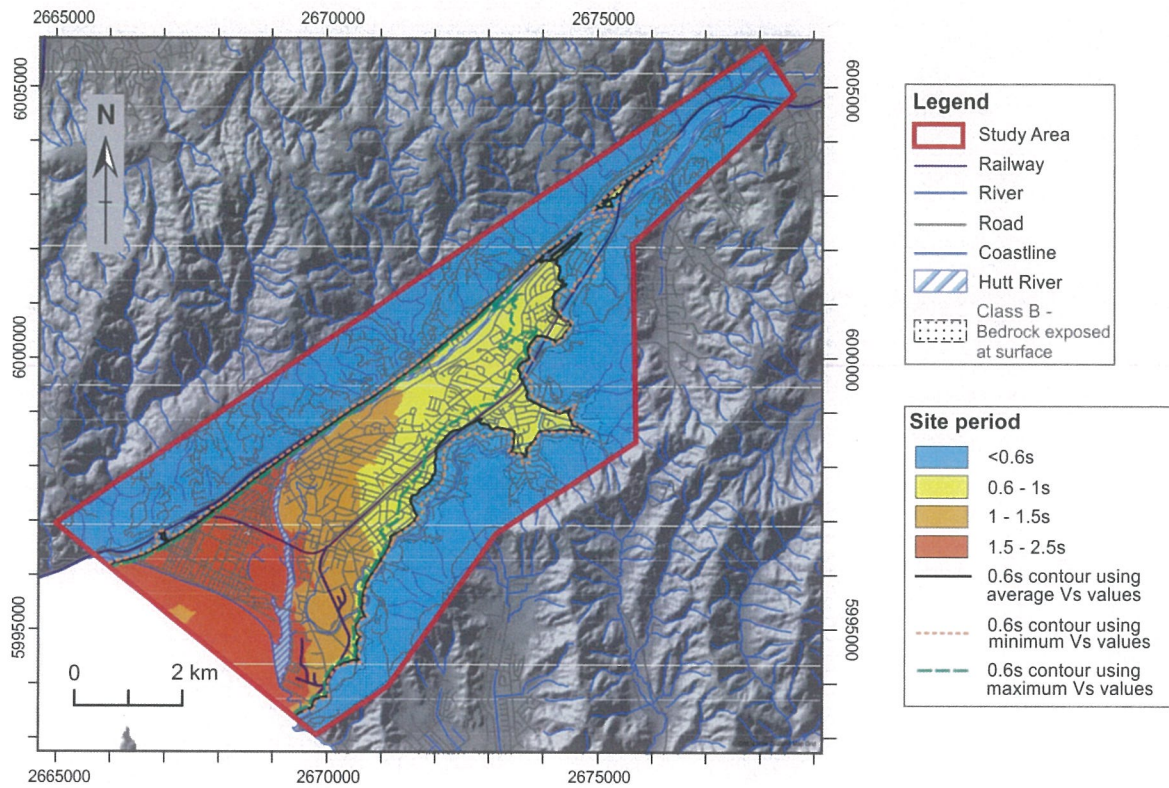 2665000
2670000
2675000
6005000
6000000
5995000
6005000
6000000
5995000
N
0
2 km
2665000
2670000
2675000
Legend
Study Area
Railway
River
Road
Coastline
Hutt River
Class B -
Bedrock exposed
at surface
Site period
<0.6s
0.6 - 1s
1 - 1.5s
1.5 - 2.5s
0.6s contour using
average Vs values
0.6s contour using
minimum Vs values
0.6s contour using
maximum Vs values